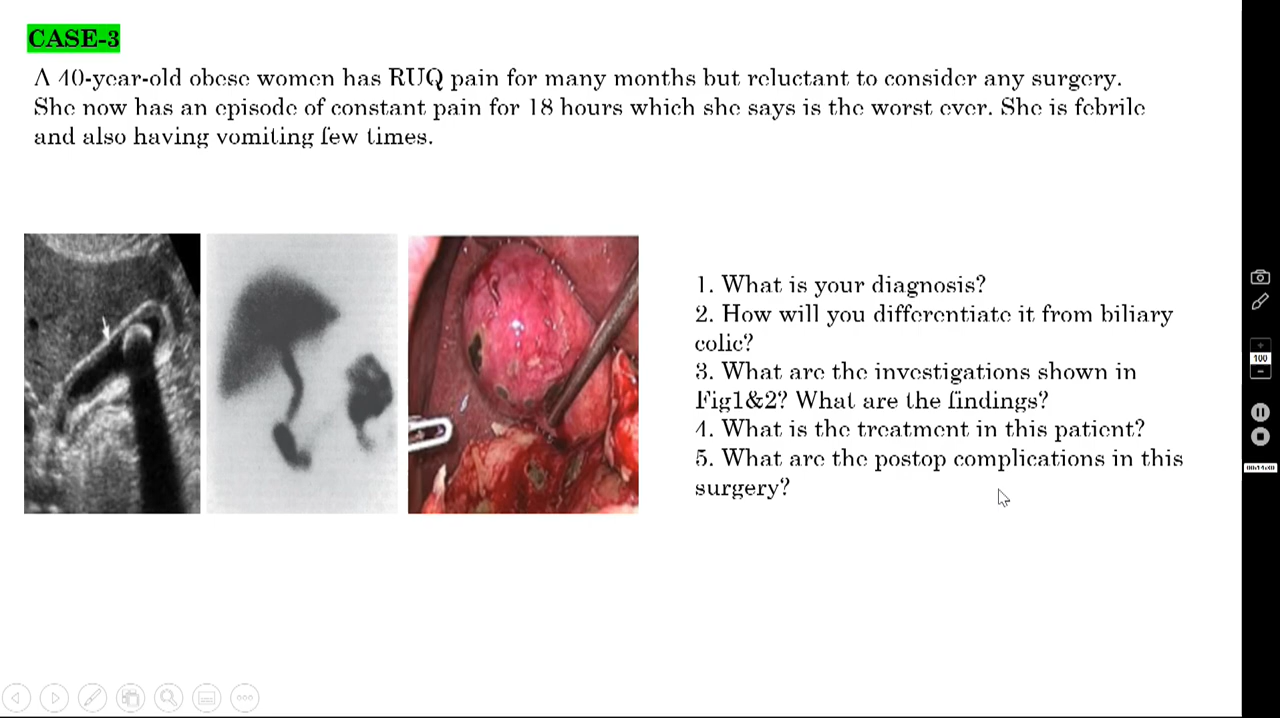 CASE-3
A 40-year-old obese women has RUQ pain for many months but reluctant to consider any surgery.
She now has an episode of constant pain for 18 hours which she says is the worst ever. She is febrile
and also having vomiting few times.
1. What is your diagnosis?
2. How will you differentiate it from biliary
colic?
3. What are the investigations shown in
Fig1&2? What are the findings?
4. What is the treatment in this patient?
5. What are the postop complications in this
surgery?
100